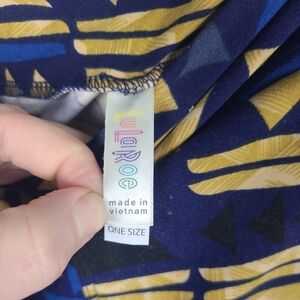 LuLaRoe
made in
vietnam
ONE SIZE